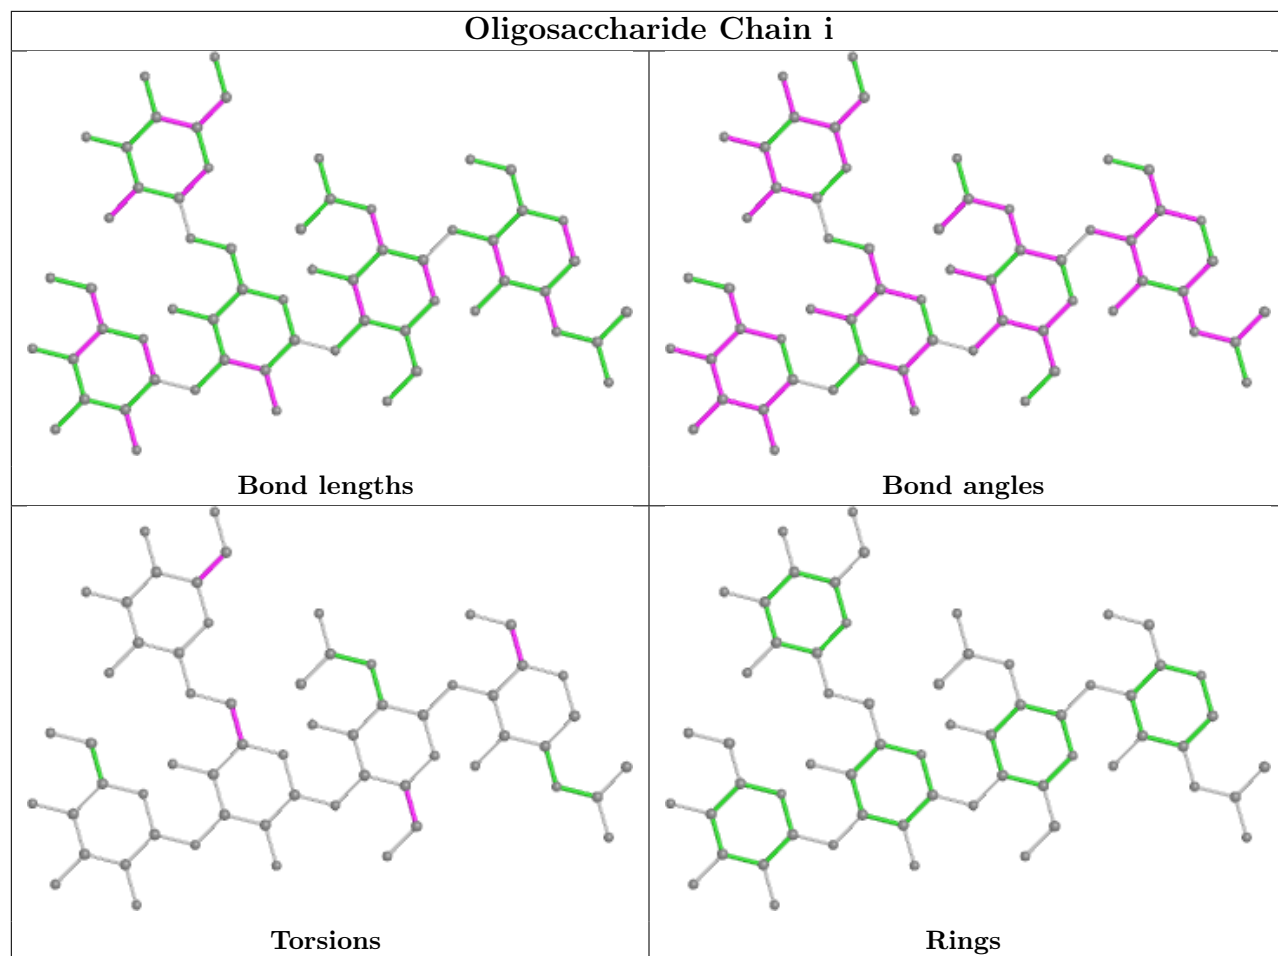 Oligosaccharide Chain i
Bond lengths
Bond angles
Torsions
Rings